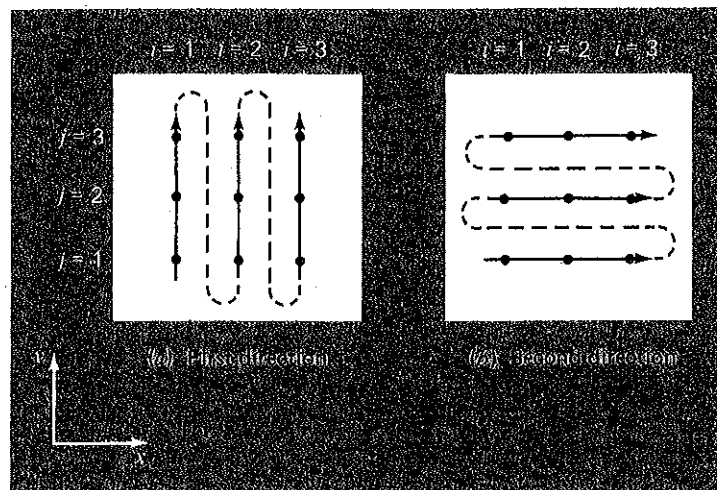 i = 1 i = 2 i = 3
i = 1 i = 2 i = 3
j = 3
j = 2
j = 1
(a) First direction
(b) Second direction
y
x